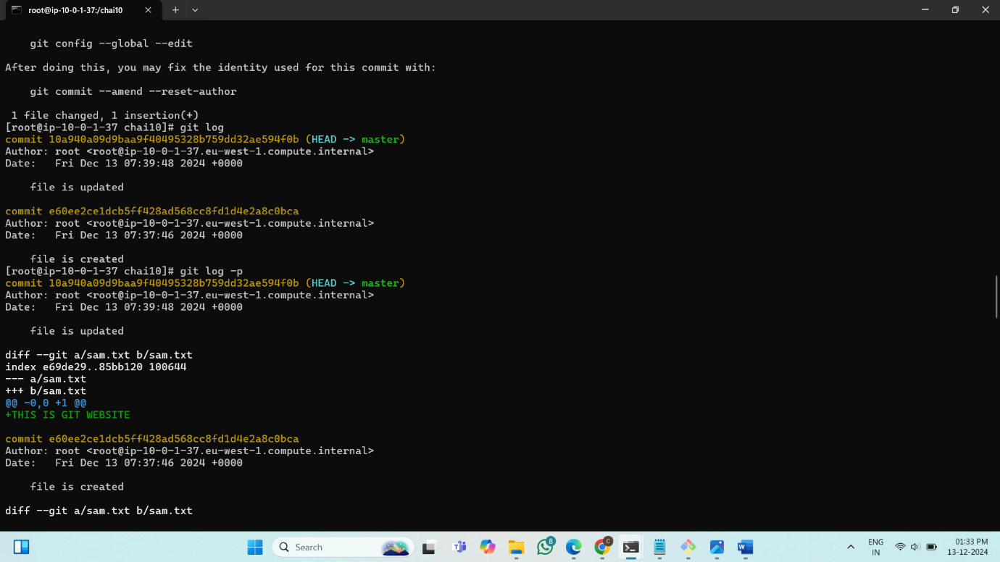 root@ip-10-0-1-37:/chai10
git config --global --edit
After doing this, you may fix the identity used for this commit with:
git commit --amend --reset-author
1 file changed, 1 insertion(+)
[root@ip-10-0-1-37 chai10]# git log
commit 10a940a09d9baa9f40495328b759dd32ae594f0b (HEAD -> master)
Author: root <root@ip-10-0-1-37.eu-west-1.compute.internal>
Date:   Fri Dec 13 07:39:48 2024 +0000
file is updated
commit e60ee2ce1dcb5ff428ad568cc8fd1d4e2a8c0bca
Author: root <root@ip-10-0-1-37.eu-west-1.compute.internal>
Date:   Fri Dec 13 07:37:46 2024 +0000
file is created
[root@ip-10-0-1-37 chai10]# git log -p
commit 10a940a09d9baa9f40495328b759dd32ae594f0b (HEAD -> master)
Author: root <root@ip-10-0-1-37.eu-west-1.compute.internal>
Date:   Fri Dec 13 07:39:48 2024 +0000
file is updated
diff --git a/sam.txt b/sam.txt
index e69de29..85bb120 100644
--- a/sam.txt
+++ b/sam.txt
@@ -0,0 +1 @@
+THIS IS GIT WEBSITE
commit e60ee2ce1dcb5ff428ad568cc8fd1d4e2a8c0bca
Author: root <root@ip-10-0-1-37.eu-west-1.compute.internal>
Date:   Fri Dec 13 07:37:46 2024 +0000
file is created
diff --git a/sam.txt b/sam.txt
Search
8
C
ENG
IN
01:33 PM
13-12-2024